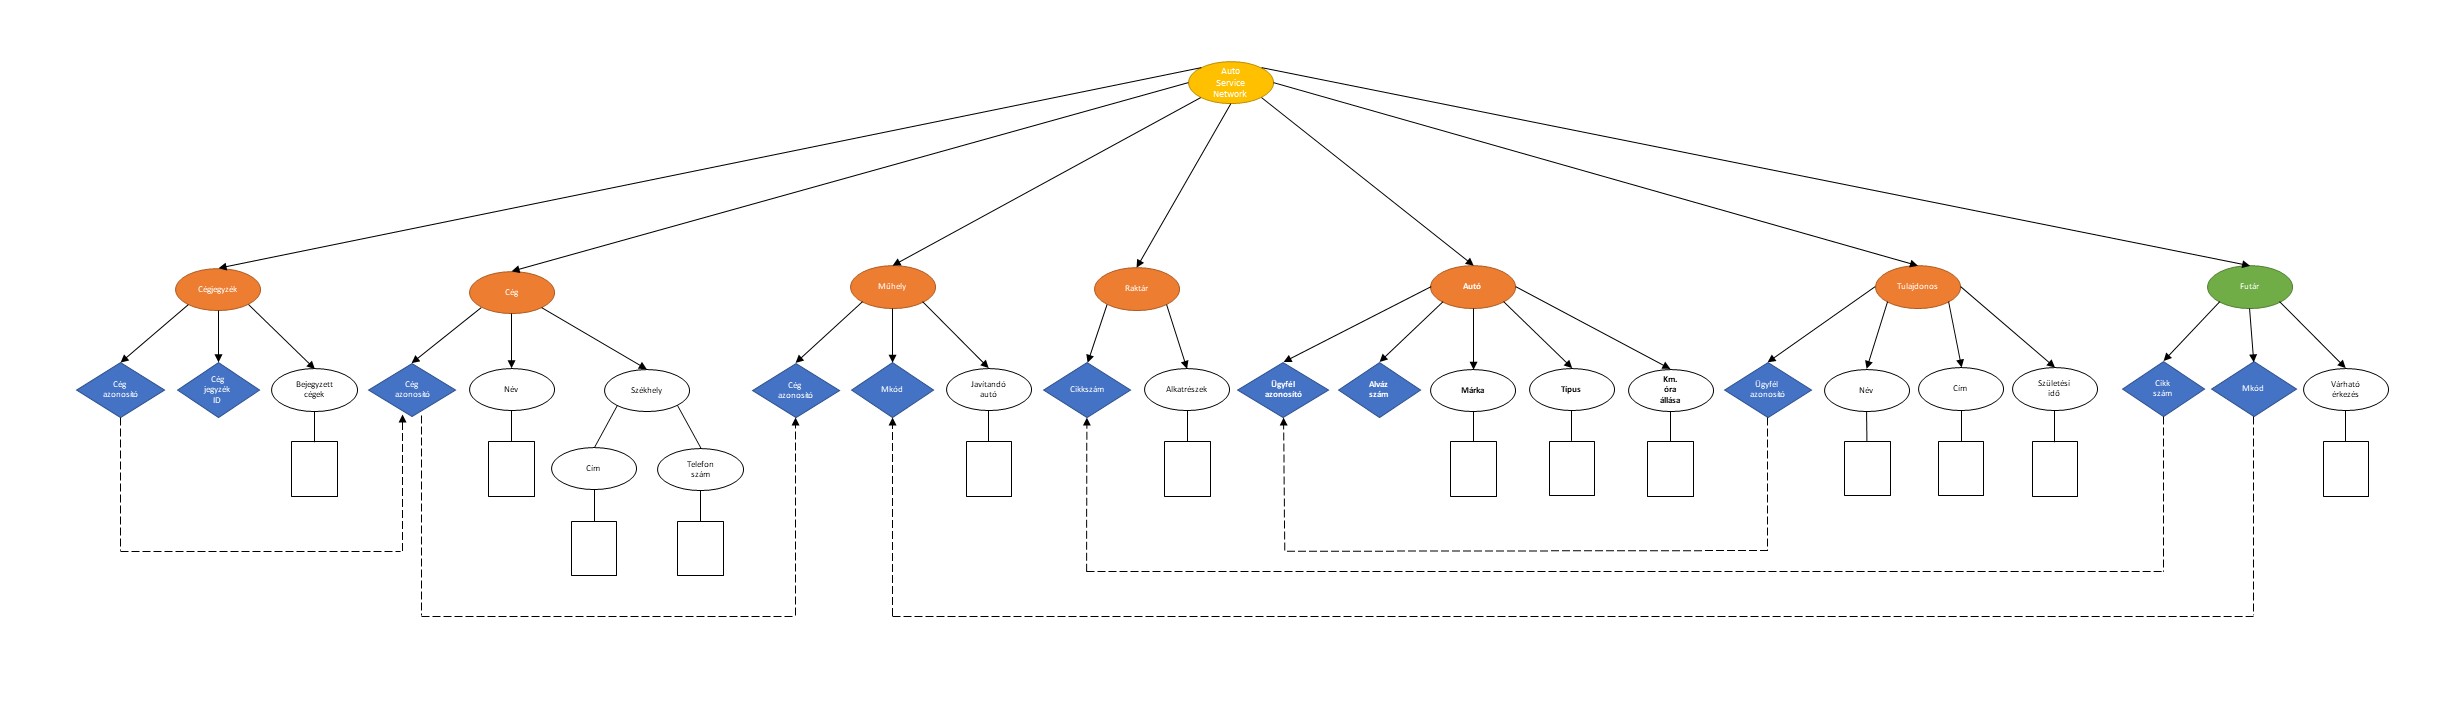 Auto
Service
Network
Cégjegyzék
Cég
Műhely
Raktár
Autó
Tulajdonos
Futár
Cég
azonosító
Cég
jegyzék
ID
Bejegyzett
cégek
Cég
azonosító
Név
Székhely
Cég
azonosító
Mkód
Javítandó
autó
Cikkszám
Alkatrészek
Ügyfél
azonosító
Alváz
szám
Márka
Típus
Km.
óra
állása
Ügyfél
azonosító
Név
Cím
Születési
idő
Cikk
szám
Mkód
Várható
érkezés
Cím
Telefon
szám